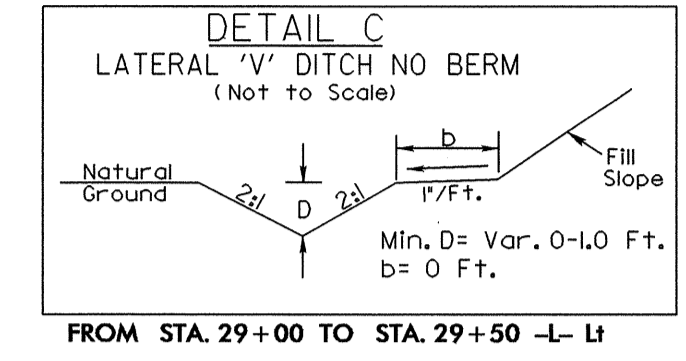 DETAIL C
LATERAL 'V' DITCH NO BERM
(Not to Scale)
b
Natural
Ground
2:1
D
2:1
1"/Ft.
Fill
Slope
Min. D= Var. 0-1.0 Ft.
b= 0 Ft.
FROM STA. 29+00 TO STA. 29+50 -L- Lt